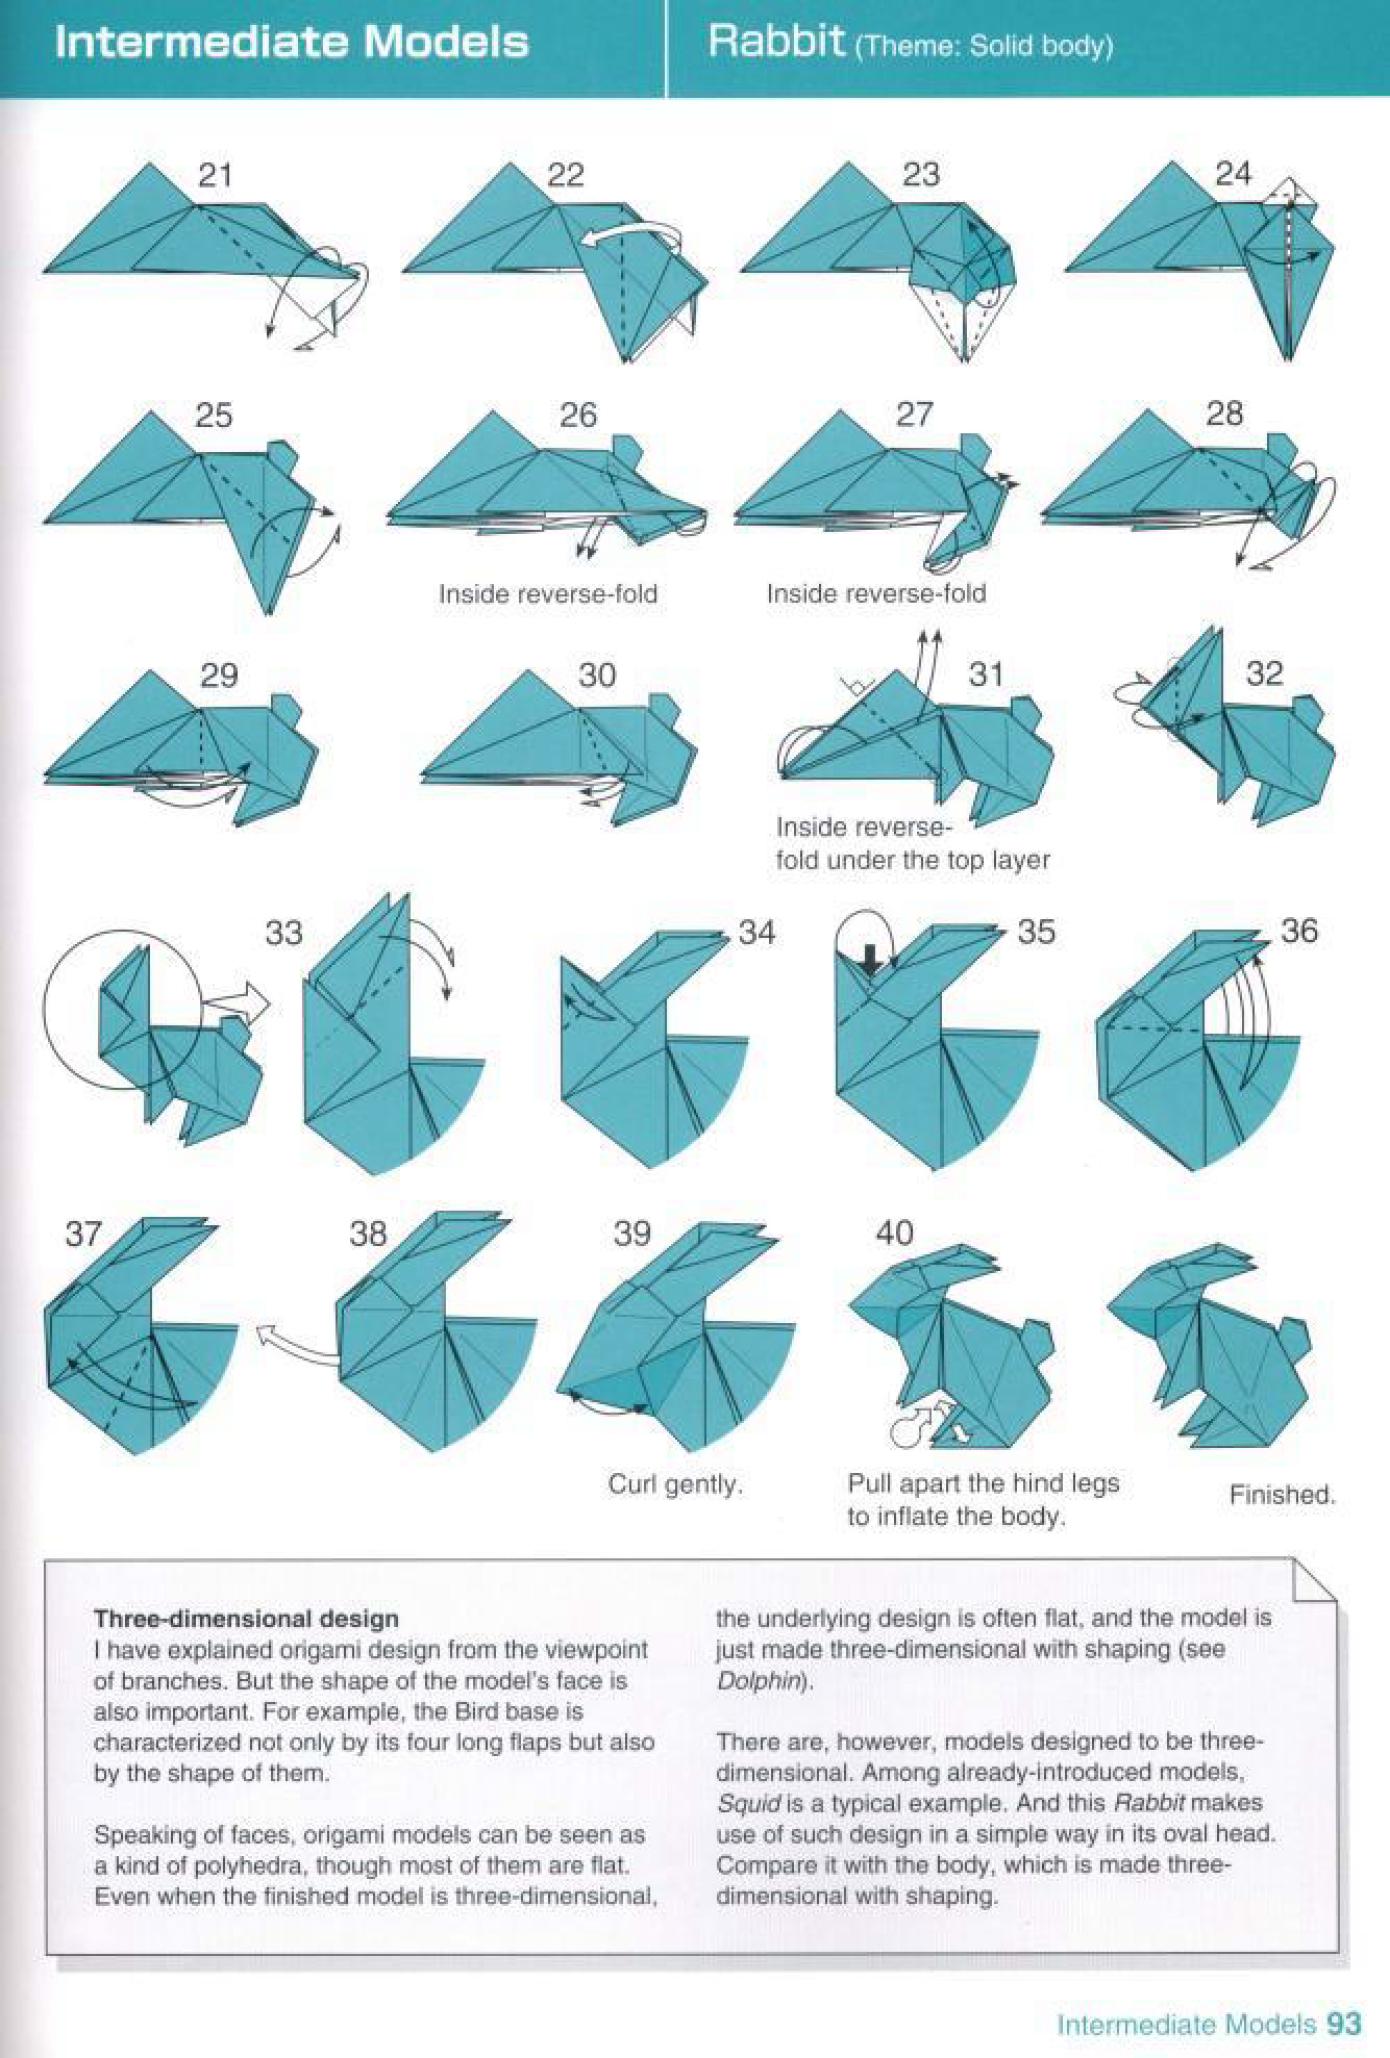 Intermediate Models
Rabbit (Theme: Solid body)
21
22
23
24
25
26
27
28
Inside reverse-fold
Inside reverse-fold
29
30
31
32
Inside reverse-
fold under the top layer
33
34
35
36
37
38
39
40
Curl gently.
Pull apart the hind legs
to inflate the body.
Finished.
Three-dimensional design
I have explained origami design from the viewpoint
of branches. But the shape of the model's face is
also important. For example, the Bird base is
characterized not only by its four long flaps but also
by the shape of them.
Speaking of faces, origami models can be seen as
a kind of polyhedra, though most of them are flat.
Even when the finished model is three-dimensional,
the underlying design is often flat, and the model is
just made three-dimensional with shaping (see
Dolphin).
There are, however, models designed to be three-
dimensional. Among already-introduced models,
Squid is a typical example. And this Rabbit makes
use of such design in a simple way in its oval head.
Compare it with the body, which is made three-
dimensional with shaping.
Intermediate Models 93